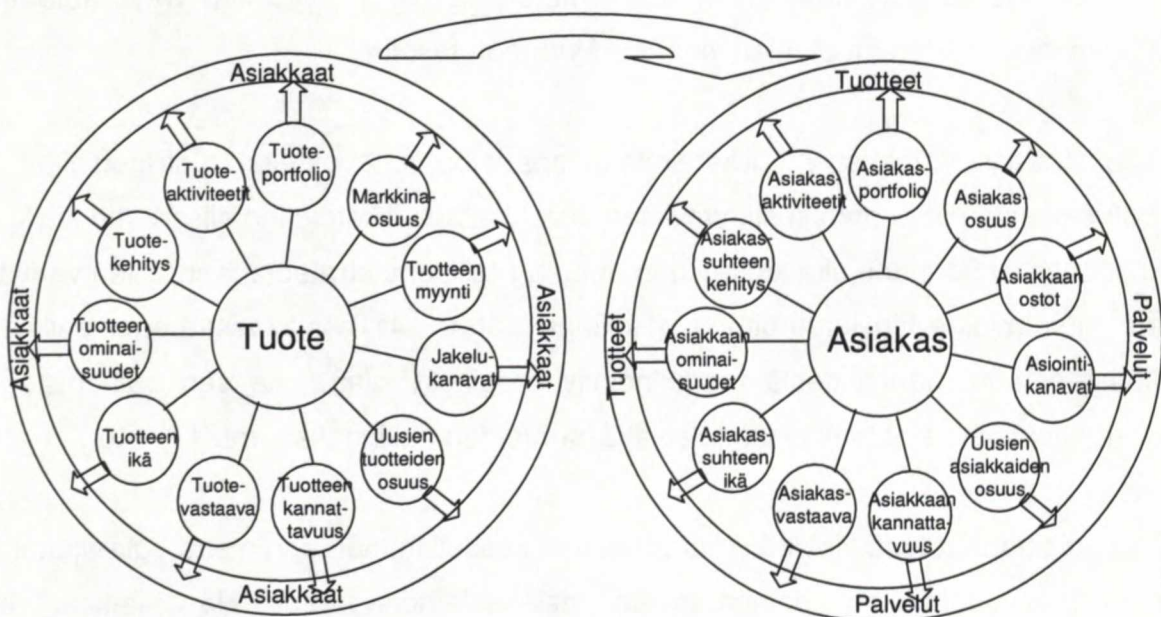 Asiakkaat
Tuote-
portfolio
Markkina-
osuus
Tuotteen
myynti
Jakelu-
kanavat
Uusien
tuotteiden
osuus
Tuotteen
kannat-
tavuus
Tuote-
vastaava
Tuotteen
ikä
Tuotteen
ominai-
suudet
Tuote-
kehitys
Tuote-
aktiviteetit
Tuote
Asiakkaat
Asiakkaat
Asiakkaat
Tuotteet
Asiakas-
portfolio
Asiakas-
osuus
Asiakkaan
ostot
Asiointi-
kanavat
Uusien
asiakkaiden
osuus
Asiakkaan
kannatta-
vuus
Asiakas-
vastaava
Asiakas-
suhteen
ikä
Asiakkaan
ominai-
suudet
Asiakas-
suhteen
kehitys
Asiakas-
aktiviteetit
Asiakas
Tuotteet
Palvelut
Palvelut